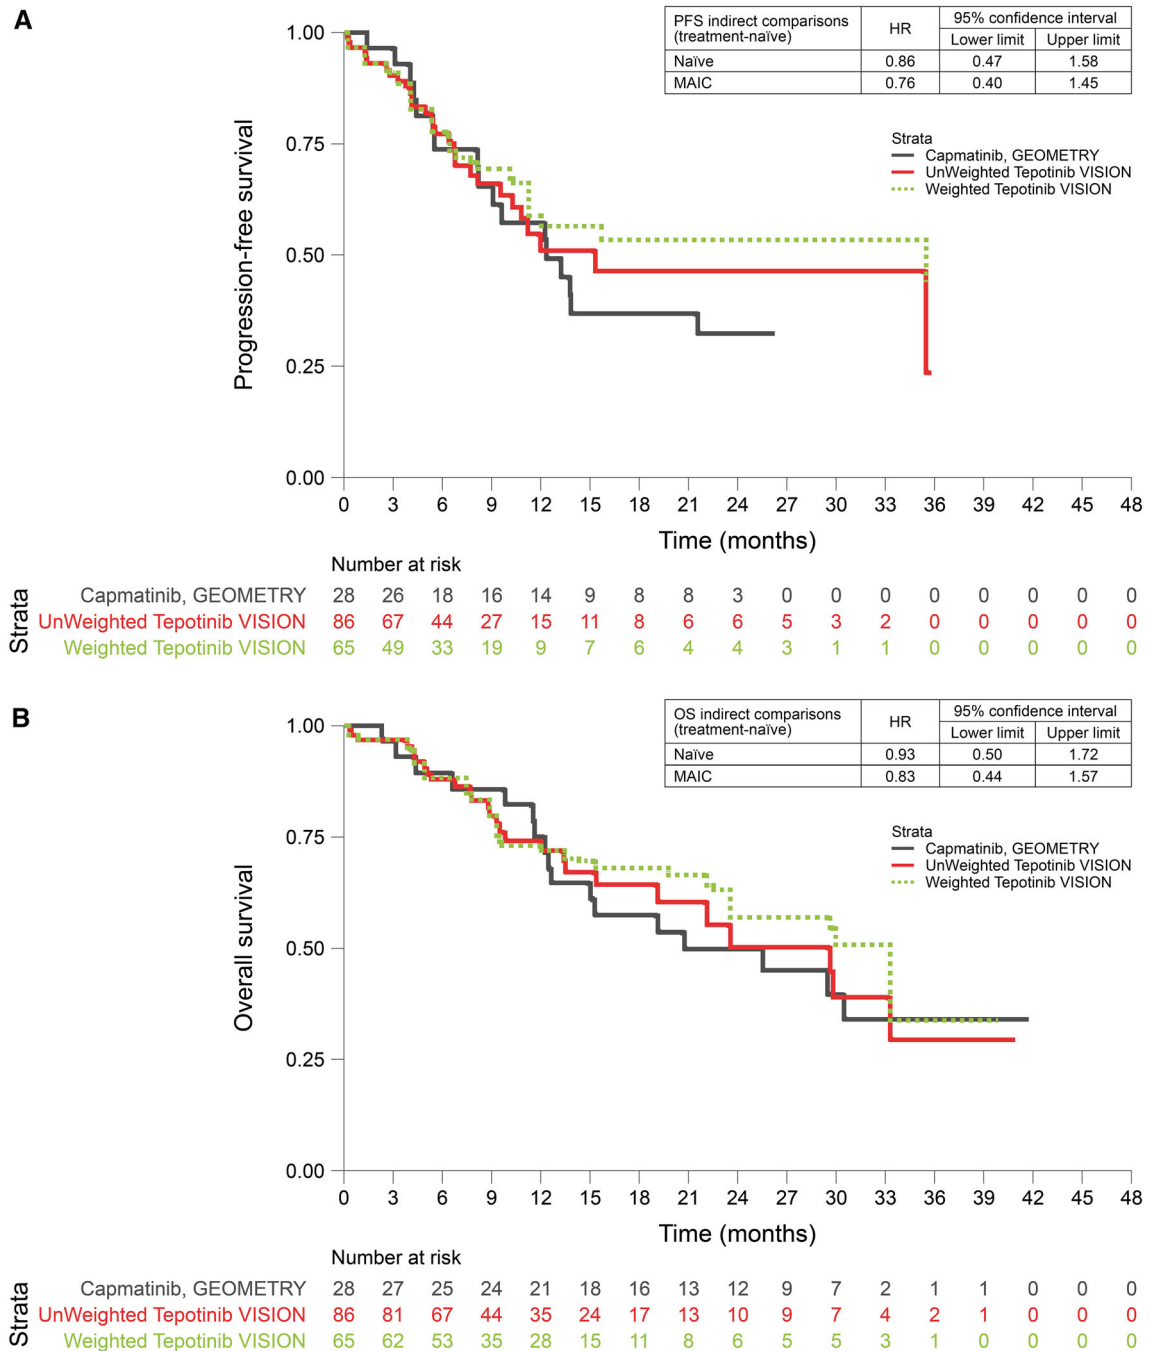 A
PFS indirect comparisons (treatment-naïve) HR 95% confidence interval
Lower limit Upper limit
Naïve 0.86 0.47 1.58
MAIC 0.76 0.40 1.45
Strata
Capmatinib, GEOMETRY
UnWeighted Tepotinib VISION
Weighted Tepotinib VISION
Progression-free survival
1.00
0.75
0.50
0.25
0.00
0 3 6 9 12 15 18 21 24 27 30 33 36 39 42 45 48
Time (months)
Number at risk
Strata
Capmatinib, GEOMETRY 28 26 18 16 14 9 8 8 3 0 0 0 0 0 0 0 0
UnWeighted Tepotinib VISION 86 67 44 27 15 11 8 6 6 5 3 2 0 0 0 0 0
Weighted Tepotinib VISION 65 49 33 19 9 7 6 4 4 3 1 1 0 0 0 0 0
B
OS indirect comparisons (treatment-naïve) HR 95% confidence interval
Lower limit Upper limit
Naïve 0.93 0.50 1.72
MAIC 0.83 0.44 1.57
Strata
Capmatinib, GEOMETRY
UnWeighted Tepotinib VISION
Weighted Tepotinib VISION
Overall survival
1.00
0.75
0.50
0.25
0.00
0 3 6 9 12 15 18 21 24 27 30 33 36 39 42 45 48
Time (months)
Number at risk
Strata
Capmatinib, GEOMETRY 28 27 25 24 21 18 16 13 12 9 7 2 1 1 0 0 0
UnWeighted Tepotinib VISION 86 81 67 44 35 24 17 13 10 9 7 4 2 1 0 0 0
Weighted Tepotinib VISION 65 62 53 35 28 15 11 8 6 5 5 3 1 0 0 0 0